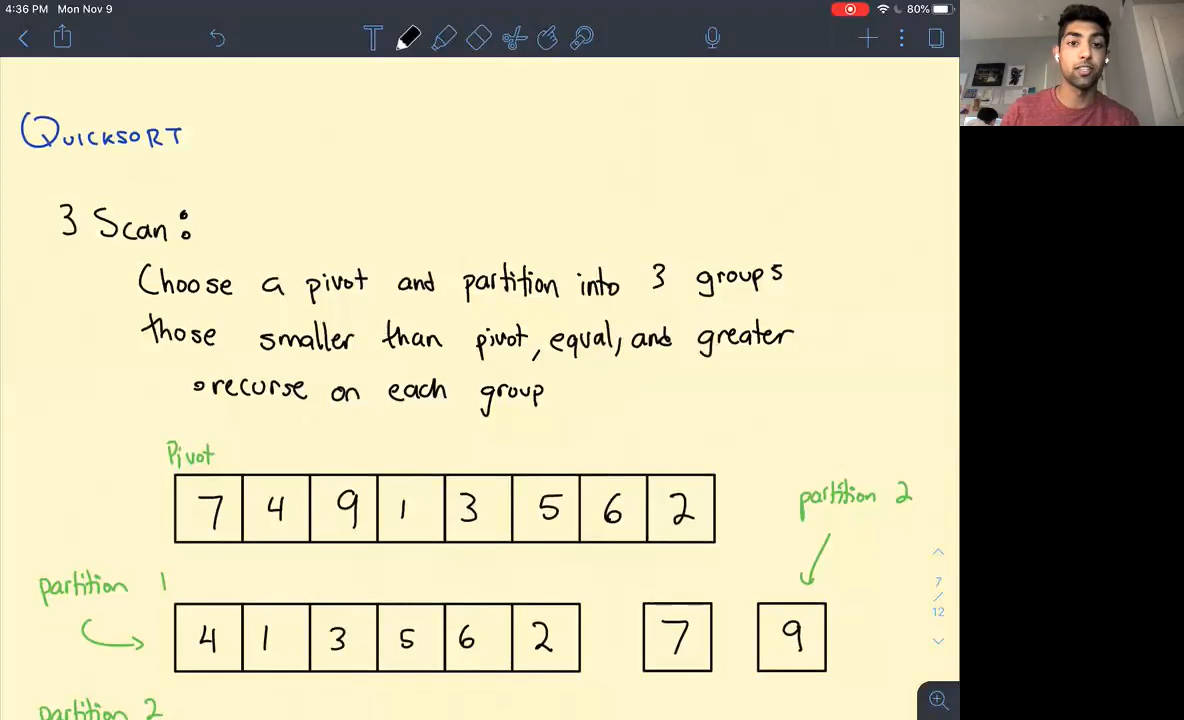 4:36 PM Mon Nov 9
80%
T
QUICKSORT
3 Scan:
Choose a pivot and partition into 3 groups
those smaller than pivot, equal, and greater
recurse on each group
Pivot
7 4 9 1 3 5 6 2
partition 2
partition 1
4 1 3 5 6 2 7 9
7
/
12
partition 2